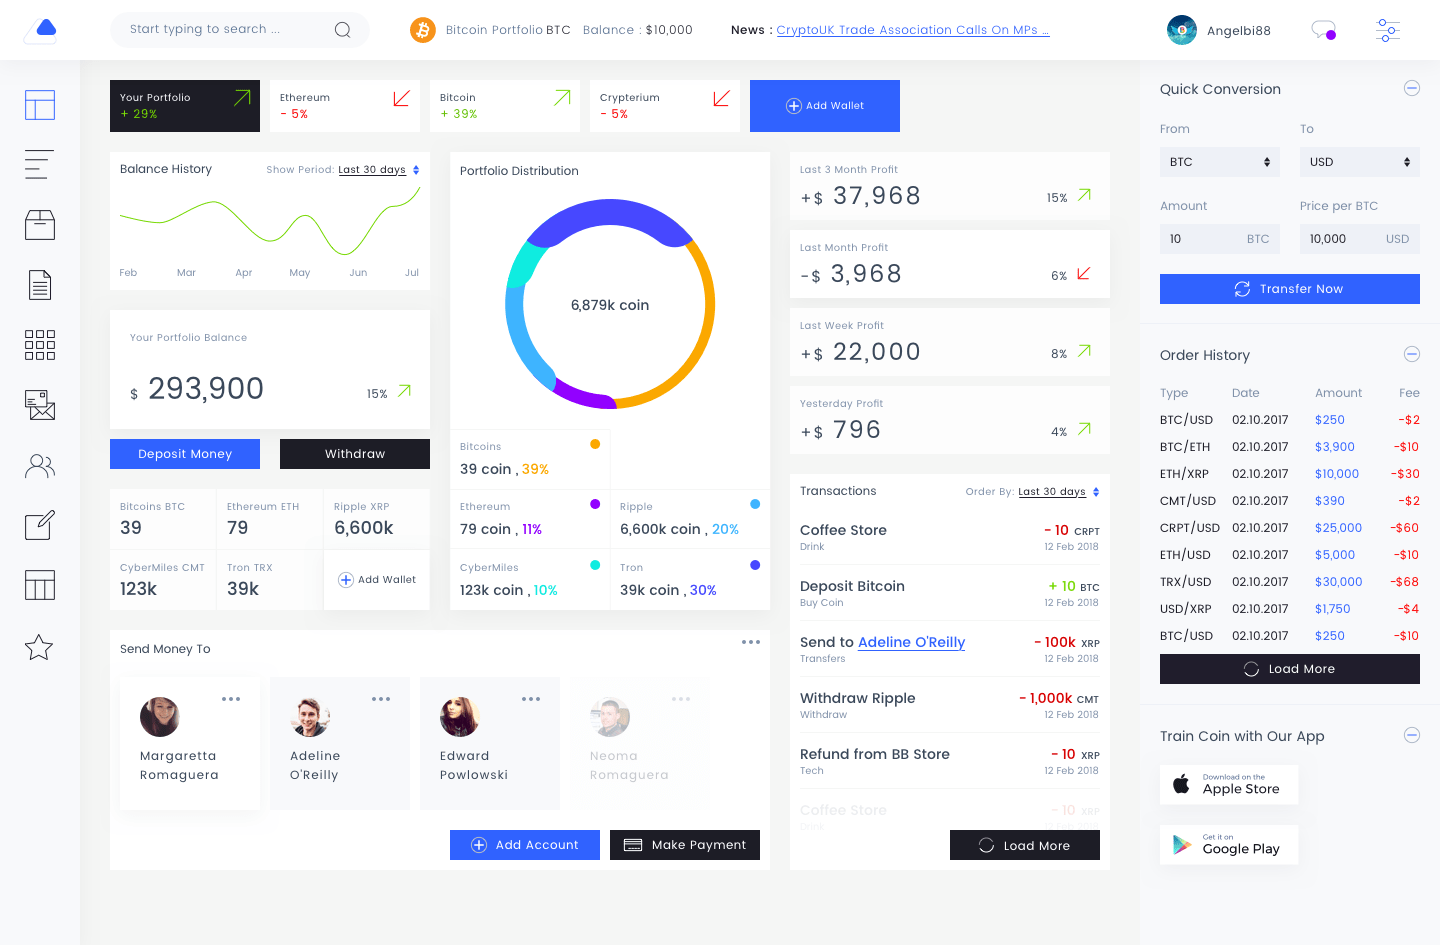 Start typing to search ...
Bitcoin Portfolio BTC Balance : $10,000
News : CryptoUK Trade Association Calls On MPs ...
Angelbi88
Your Portfolio
+ 29%
Ethereum
- 5%
Bitcoin
+ 39%
Crypterium
- 5%
Add Wallet
Balance History
Show Period: Last 30 days
Feb Mar Apr May Jun Jul
Your Portfolio Balance
$ 293,900
15%
Deposit Money
Withdraw
Bitcoins BTC
39
Ethereum ETH
79
Ripple XRP
6,600k
CyberMiles CMT
123k
Tron TRX
39k
Add Wallet
Portfolio Distribution
6,879k coin
Bitcoins
39 coin , 39%
Ethereum
79 coin , 11%
Ripple
6,600k coin , 20%
CyberMiles
123k coin , 10%
Tron
39k coin , 30%
Last 3 Month Profit
+$ 37,968
15%
Last Month Profit
-$ 3,968
6%
Last Week Profit
+$ 22,000
8%
Yesterday Profit
+$ 796
4%
Transactions
Order By: Last 30 days
Coffee Store - 10 CRPT
Drink 12 Feb 2018
Deposit Bitcoin + 10 BTC
Buy Coin 12 Feb 2018
Send to Adeline O'Reilly - 100k XRP
Transfers 12 Feb 2018
Withdraw Ripple - 1,000k CMT
Withdraw 12 Feb 2018
Refund from BB Store - 10 XRP
Tech 12 Feb 2018
Coffee Store - 10 XRP
Drink
Load More
Send Money To
Margaretta
Romaguera
Adeline
O'Reilly
Edward
Powlowski
Neoma
Romaguera
Add Account
Make Payment
Quick Conversion
From To
BTC USD
Amount Price per BTC
10 BTC 10,000 USD
Transfer Now
Order History
Type Date Amount Fee
BTC/USD 02.10.2017 $250 -$2
BTC/ETH 02.10.2017 $3,900 -$10
ETH/XRP 02.10.2017 $10,000 -$30
CMT/USD 02.10.2017 $390 -$2
CRPT/USD 02.10.2017 $25,000 -$60
ETH/USD 02.10.2017 $5,000 -$10
TRX/USD 02.10.2017 $30,000 -$68
USD/XRP 02.10.2017 $1,750 -$4
BTC/USD 02.10.2017 $250 -$10
Load More
Train Coin with Our App
Download on the
Apple Store
Get it on
Google Play